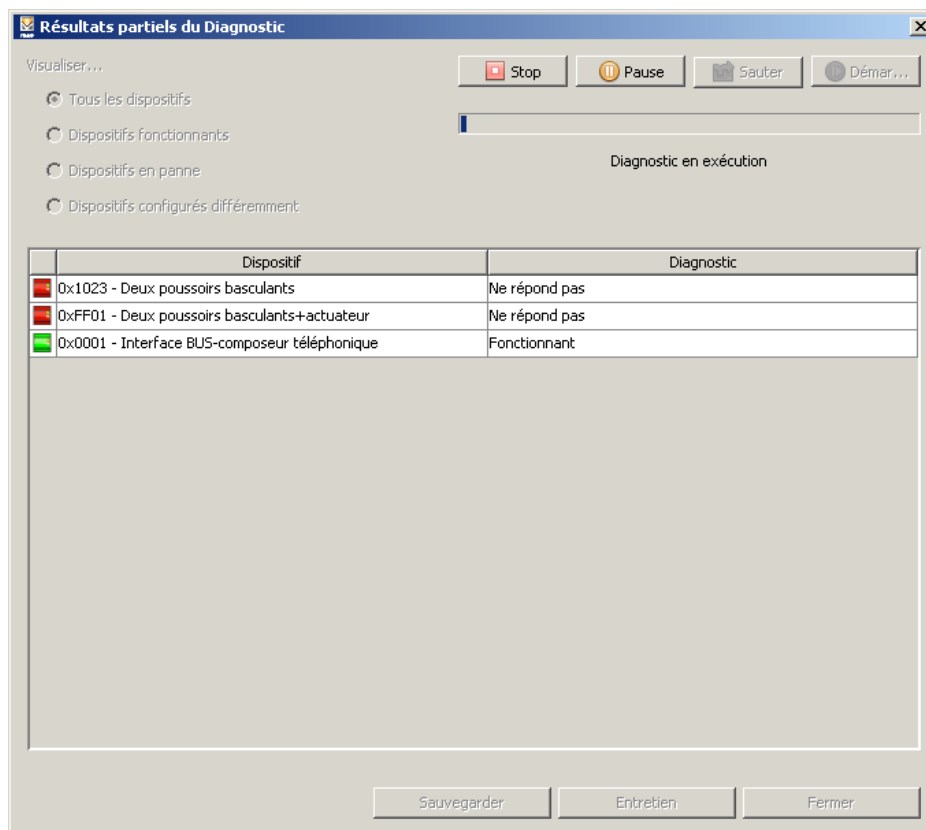 Résultats partiels du Diagnostic
Visualiser...
Stop
Pause
Sauter
Démar...
Tous les dispositifs
Dispositifs fonctionnants
Dispositifs en panne
Dispositifs configurés différemment
Diagnostic en exécution
Dispositif Diagnostic
0x1023 - Deux poussoirs basculants Ne répond pas
0xFF01 - Deux poussoirs basculants+actuateur Ne répond pas
0x0001 - Interface BUS-composeur téléphonique Fonctionnant
Sauvegarder Entretien Fermer